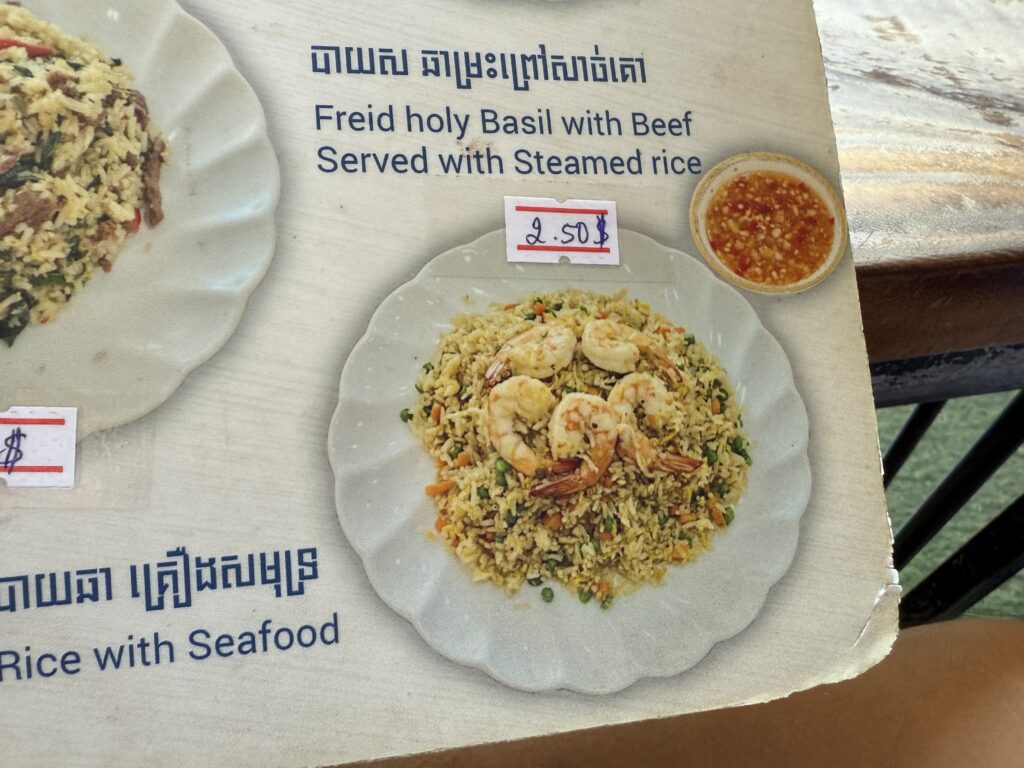 បាយស ឆាម្រះព្រៅសាច់គោ
Freid holy Basil with Beef
Served with Steamed rice
2.50$
$
បាយឆា គ្រឿងសមុទ្រ
Rice with Seafood